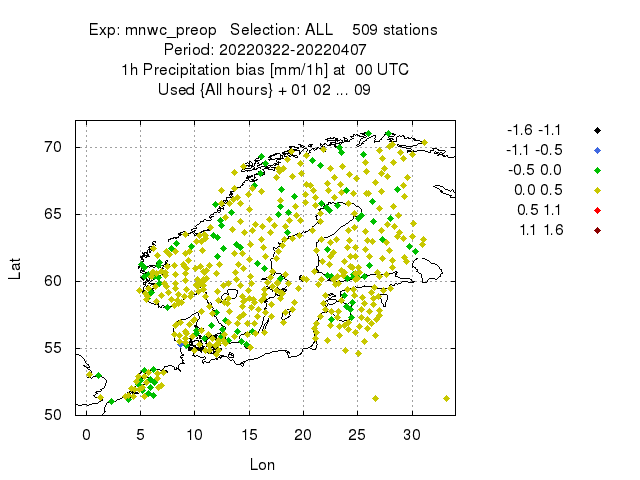 Exp: mnwc_preop   Selection: ALL    509 stations
Period: 20220322-20220407
1h Precipitation bias [mm/1h] at  00 UTC
Used {All hours} + 01 02 ... 09
-1.6 -1.1
-1.1 -0.5
-0.5 0.0
0.0 0.5
0.5 1.1
1.1 1.6
70
65
60
55
50
Lat
0 5 10 15 20 25 30
Lon